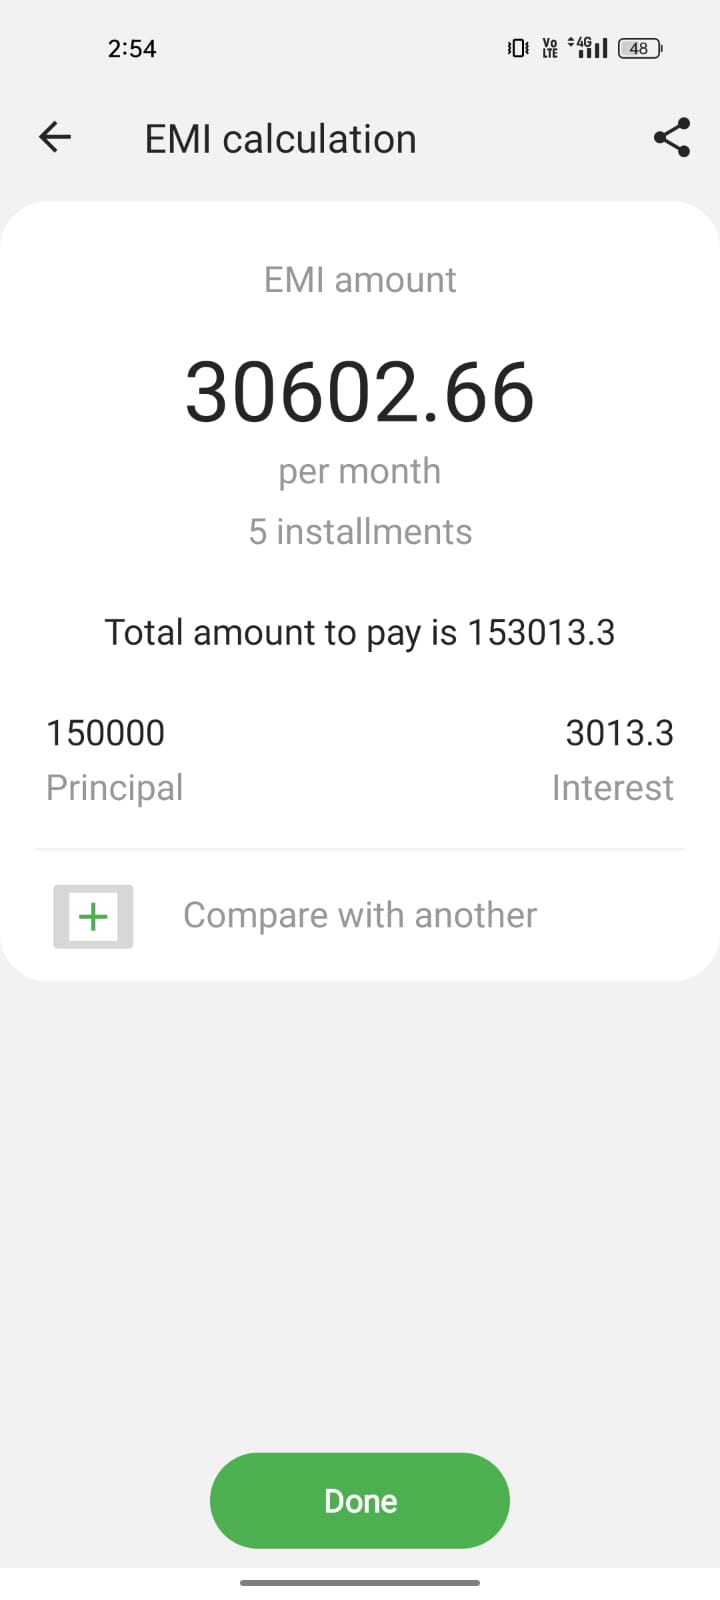 2:54 Vo LTE 4G 48
EMI calculation
EMI amount
30602.66
per month
5 installments
Total amount to pay is 153013.3
150000 3013.3
Principal Interest
Compare with another
Done